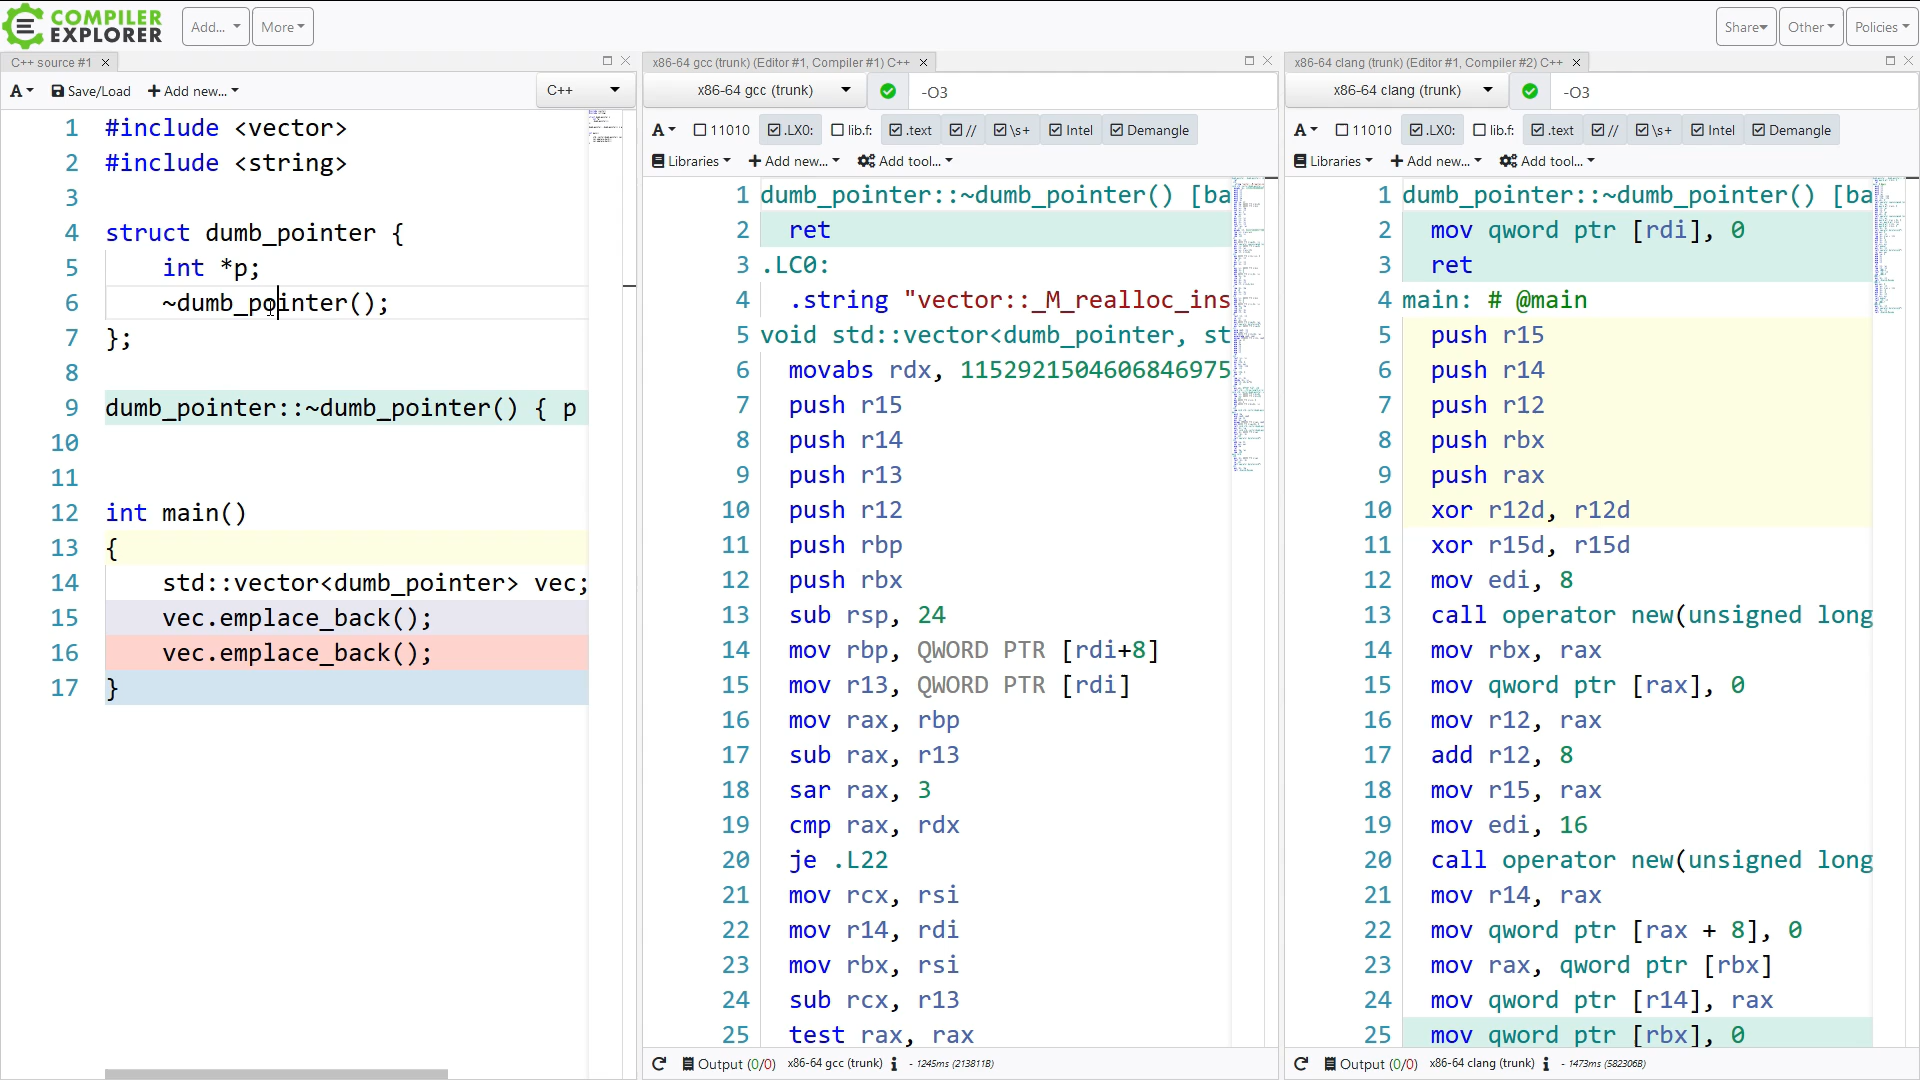 COMPILER
EXPLORER
Add...
More
Share
Other
Policies
C++ source #1
A
Save/Load
Add new...
C++
1 #include <vector>
2 #include <string>
3
4 struct dumb_pointer {
5 int *p;
6 ~dumb_pointer();
7 };
8
9 dumb_pointer::~dumb_pointer() { p
10
11
12 int main()
13 {
14 std::vector<dumb_pointer> vec;
15 vec.emplace_back();
16 vec.emplace_back();
17 }
x86-64 gcc (trunk) (Editor #1, Compiler #1) C++
x86-64 gcc (trunk)
-O3
A
11010
.LX0:
lib.f:
.text
//
\s+
Intel
Demangle
Libraries
Add new...
Add tool...
1 dumb_pointer::~dumb_pointer() [ba
2 ret
3 .LC0:
4 .string "vector::_M_realloc_ins
5 void std::vector<dumb_pointer, st
6 movabs rdx, 1152921504606846975
7 push r15
8 push r14
9 push r13
10 push r12
11 push rbp
12 push rbx
13 sub rsp, 24
14 mov rbp, QWORD PTR [rdi+8]
15 mov r13, QWORD PTR [rdi]
16 mov rax, rbp
17 sub rax, r13
18 sar rax, 3
19 cmp rax, rdx
20 je .L22
21 mov rcx, rsi
22 mov r14, rdi
23 mov rbx, rsi
24 sub rcx, r13
25 test rax, rax
Output (0/0) x86-64 gcc (trunk) i - 1245ms (213811B)
x86-64 clang (trunk) (Editor #1, Compiler #2) C++
x86-64 clang (trunk)
-O3
A
11010
.LX0:
lib.f:
.text
//
\s+
Intel
Demangle
Libraries
Add new...
Add tool...
1 dumb_pointer::~dumb_pointer() [ba
2 mov qword ptr [rdi], 0
3 ret
4 main: # @main
5 push r15
6 push r14
7 push r12
8 push rbx
9 push rax
10 xor r12d, r12d
11 xor r15d, r15d
12 mov edi, 8
13 call operator new(unsigned long
14 mov rbx, rax
15 mov qword ptr [rax], 0
16 mov r12, rax
17 add r12, 8
18 mov r15, rax
19 mov edi, 16
20 call operator new(unsigned long
21 mov r14, rax
22 mov qword ptr [rax + 8], 0
23 mov rax, qword ptr [rbx]
24 mov qword ptr [r14], rax
25 mov qword ptr [rbx], 0
Output (0/0) x86-64 clang (trunk) i - 1473ms (582306B)